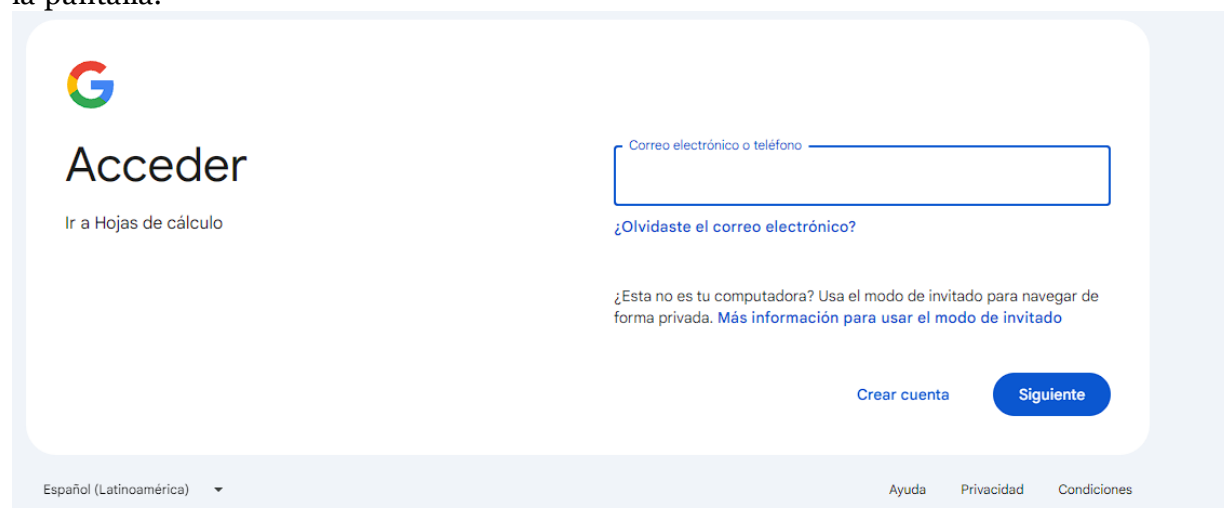 la pantalla.
Acceder
Ir a Hojas de cálculo
Correo electrónico o teléfono
¿Olvidaste el correo electrónico?
¿Esta no es tu computadora? Usa el modo de invitado para navegar de
forma privada. Más información para usar el modo de invitado
Crear cuenta
Siguiente
Español (Latinoamérica)
Ayuda Privacidad Condiciones